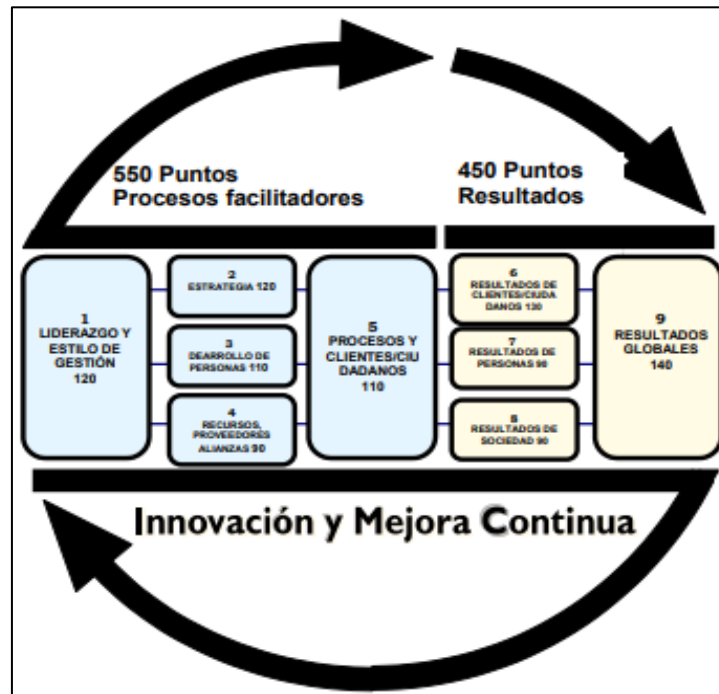 550 Puntos
Procesos facilitadores
450 Puntos
Resultados
1
LIDERAZGO Y
ESTILO DE
GESTIÓN
120
2
ESTRATEGIA 120
3
DEARROLLO DE
PERSONAS 110
4
RECURSOS,
PROVEEDORES
ALIANZAS 90
5
PROCESOS Y
CLIENTES/CIU
DADANOS
110
6
RESULTADOS DE
CLIENTES/CIUDA
DANOS 130
7
RESULTADOS DE
PERSONAS 90
8
RESULTADOS DE
SOCIEDAD 90
9
RESULTADOS
GLOBALES
140
Innovación y Mejora Continua